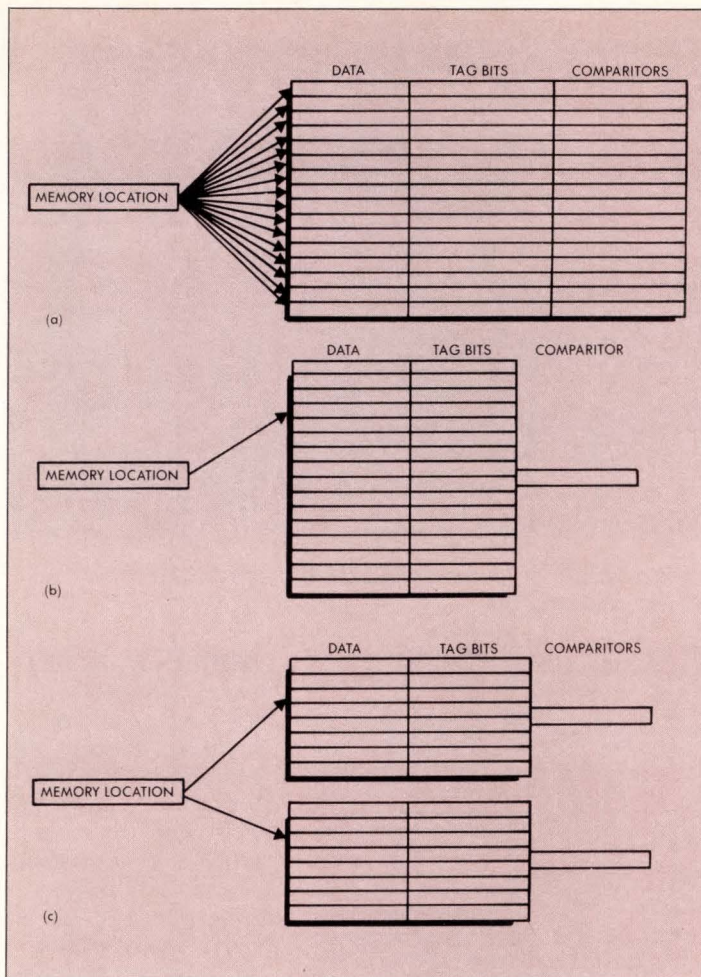 DATA TAG BITS COMPARITORS
MEMORY LOCATION
(a)
DATA TAG BITS COMPARITOR
MEMORY LOCATION
(b)
DATA TAG BITS COMPARITORS
MEMORY LOCATION
(c)